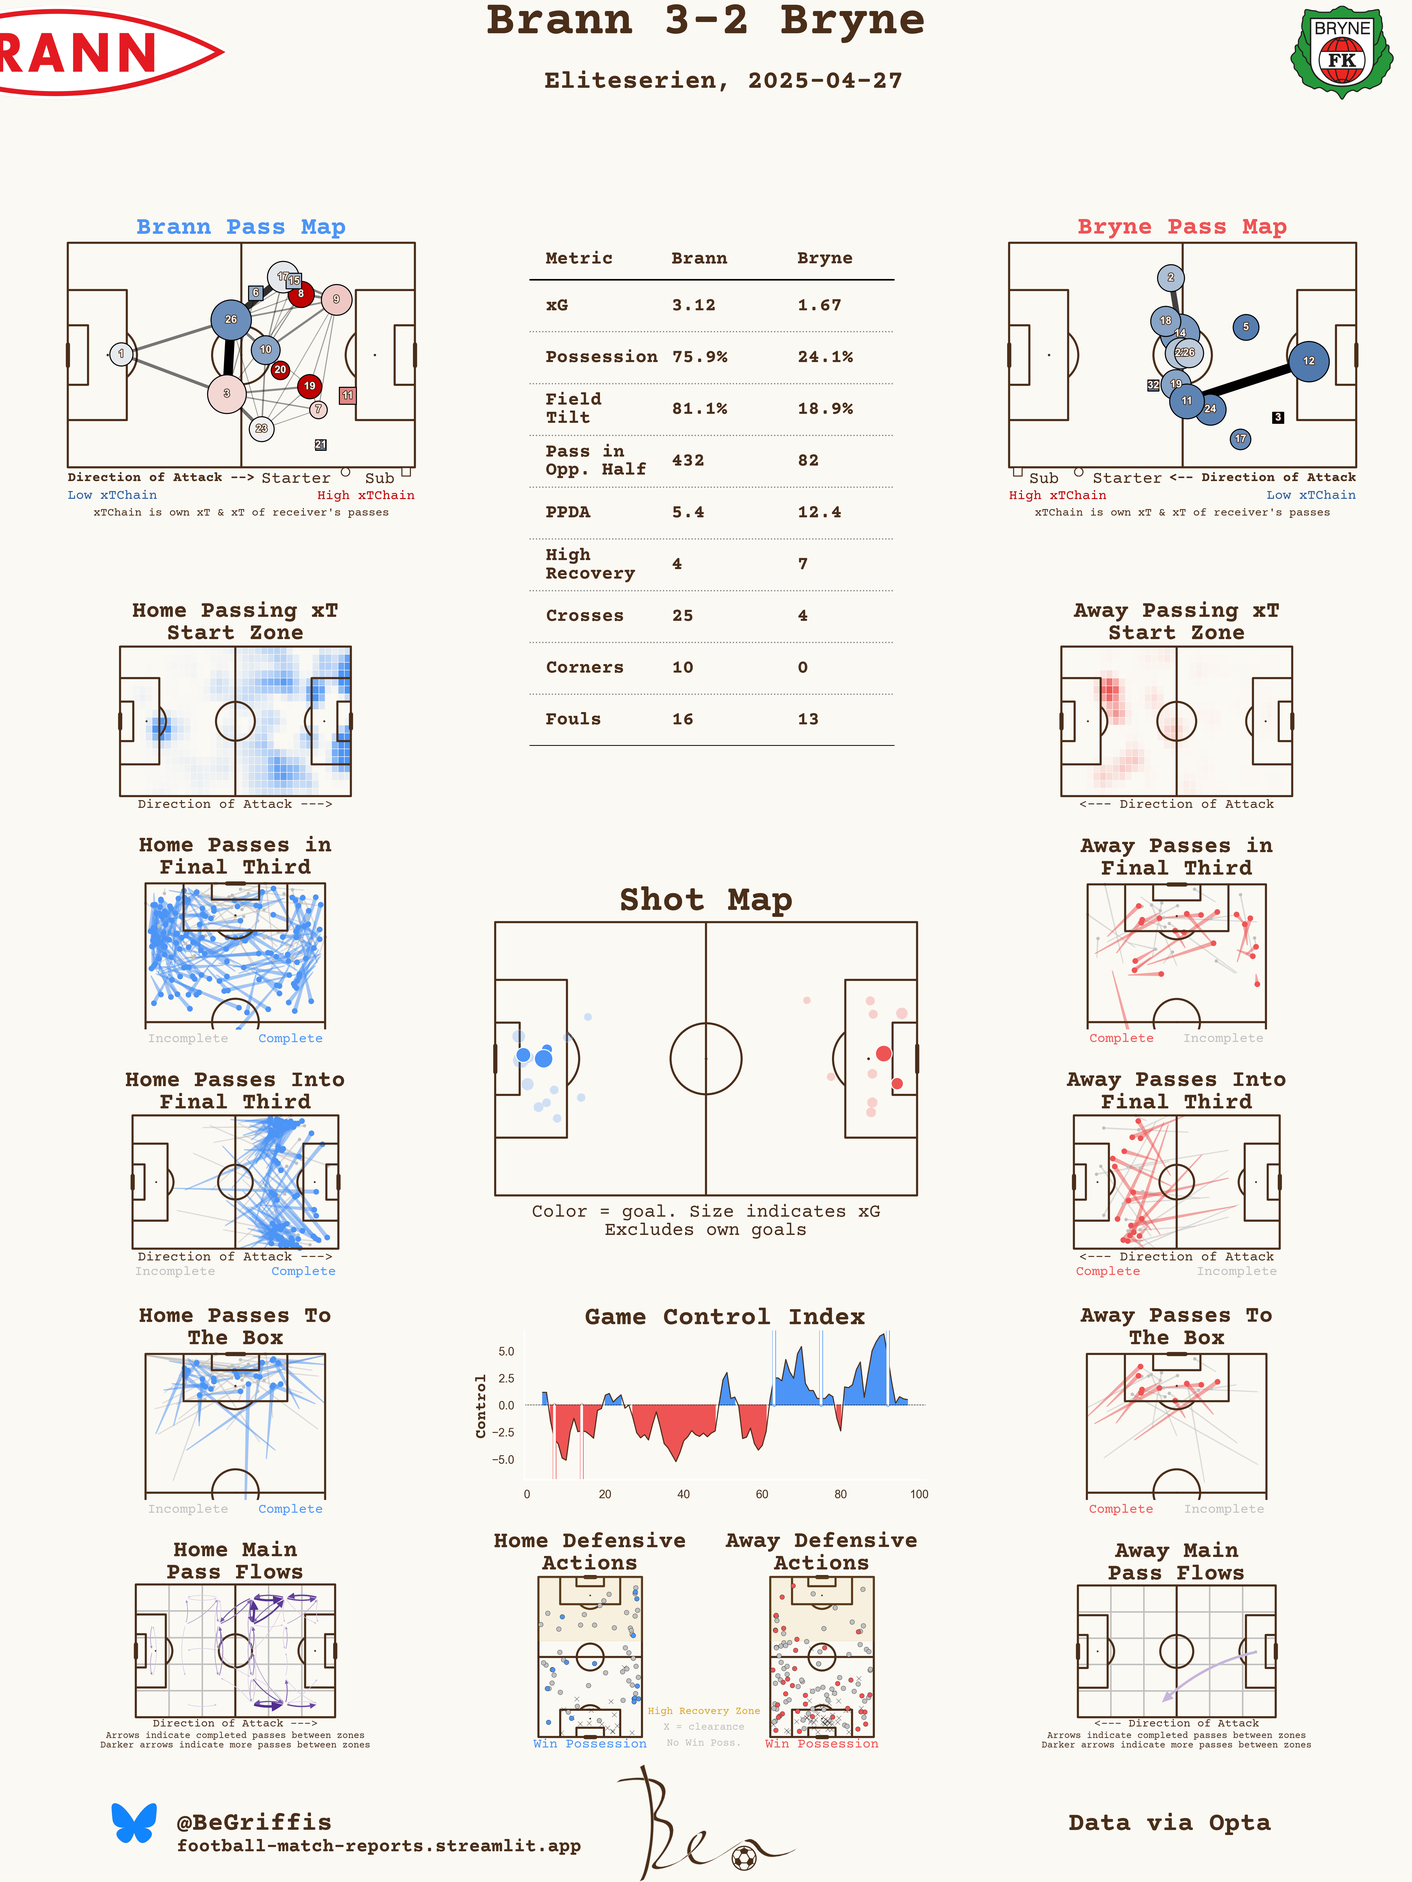 Brann 3-2 Bryne
RANN
BRYNE
FK
Eliteserien, 2025-04-27
Brann Pass Map
17
15
6
8
9
26
10
1
20
19
3
11
7
23
21
Direction of Attack --> Starter Sub
Low xTChain High xTChain
xTChain is own xT & xT of receiver's passes
Metric Brann Bryne
xG 3.12 1.67
Possession 75.9% 24.1%
Field
Tilt 81.1% 18.9%
Pass in
Opp. Half 432 82
PPDA 5.4 12.4
High
Recovery 4 7
Crosses 25 4
Corners 10 0
Fouls 16 13
Bryne Pass Map
2
18
14
5
26
12
32
19
11
24
3
17
Sub Starter <-- Direction of Attack
High xTChain Low xTChain
xTChain is own xT & xT of receiver's passes
Home Passing xT
Start Zone
Direction of Attack --->
Away Passing xT
Start Zone
<--- Direction of Attack
Home Passes in
Final Third
Incomplete Complete
Away Passes in
Final Third
Complete Incomplete
Shot Map
Color = goal. Size indicates xG
Excludes own goals
Home Passes Into
Final Third
Direction of Attack --->
Incomplete Complete
Away Passes Into
Final Third
<--- Direction of Attack
Complete Incomplete
Home Passes To
The Box
Incomplete Complete
Game Control Index
Control
5.0
2.5
0.0
−2.5
−5.0
0 20 40 60 80 100
Away Passes To
The Box
Complete Incomplete
Home Main
Pass Flows
Direction of Attack --->
Arrows indicate completed passes between zones
Darker arrows indicate more passes between zones
Home Defensive
Actions
Win Possession
Away Defensive
Actions
Win Possession
High Recovery Zone
X = clearance
No Win Poss.
Away Main
Pass Flows
<--- Direction of Attack
Arrows indicate completed passes between zones
Darker arrows indicate more passes between zones
@BeGriffis
football-match-reports.streamlit.app
Ben
Data via Opta